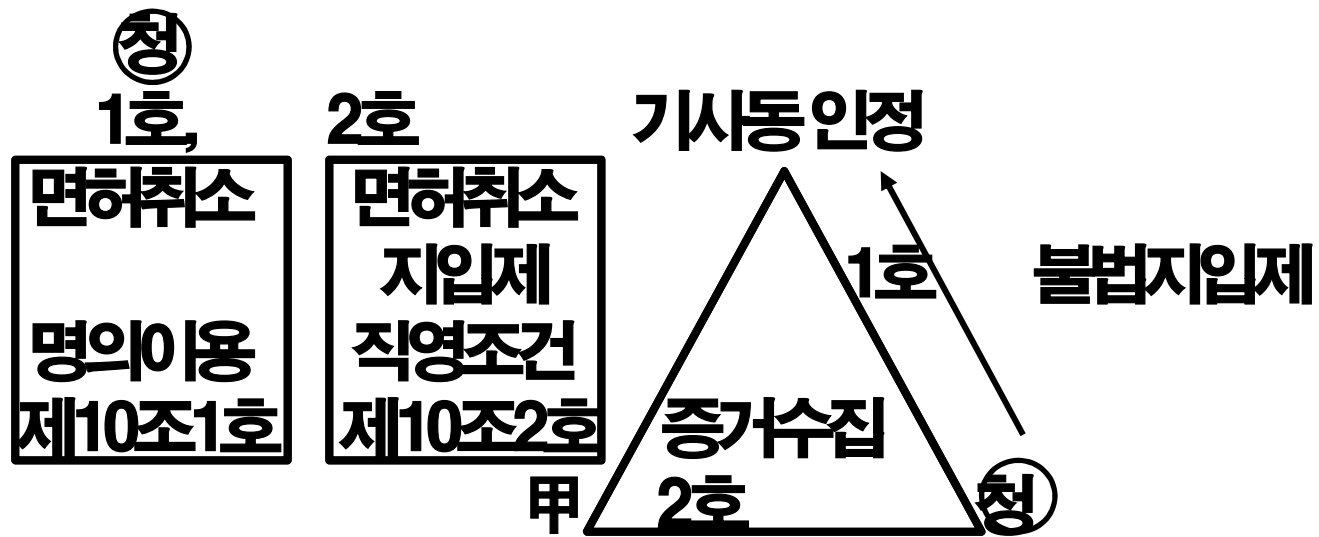 청
1호,
2호
면허취소
명의이용
제10조1호
면허취소
지입제
직영조건
제10조2호
기사동 인정
1호
불법지입제
증거수집
2호
甲
청